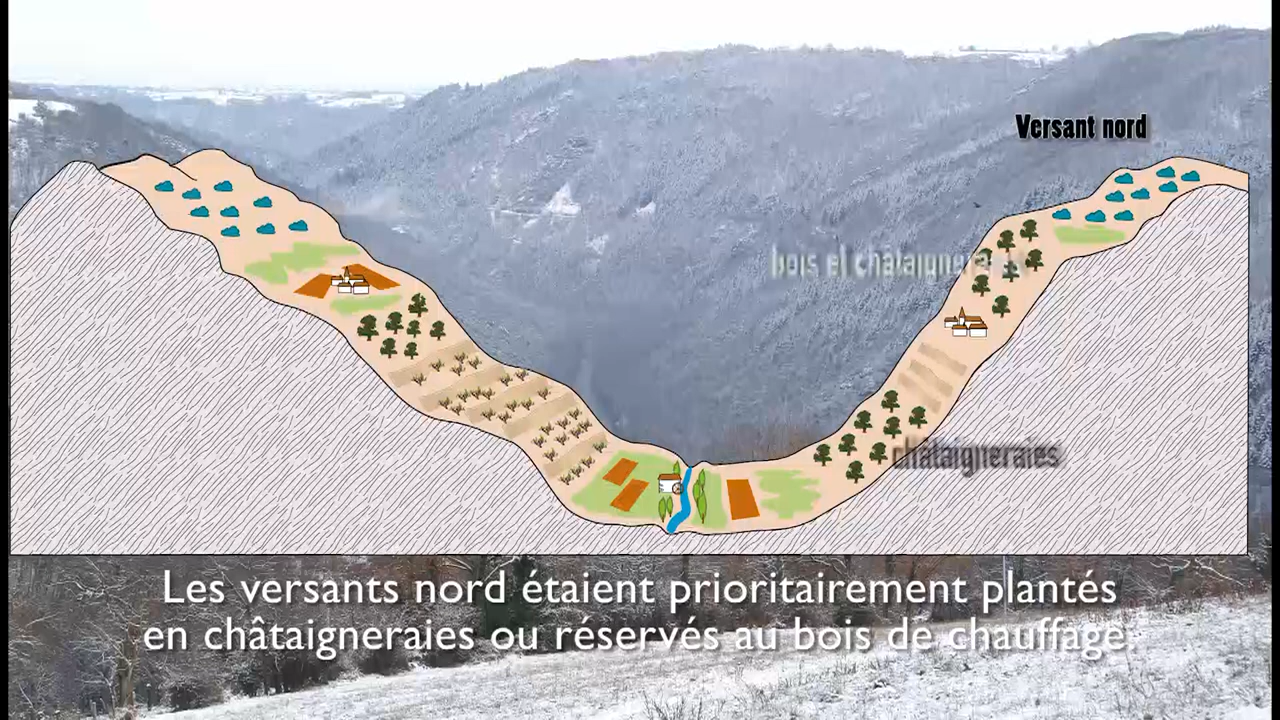 Versant nord
bois et châtaigneraies
châtaigneraies
Les versants nord étaient prioritairement plantés
en châtaigneraies ou réservés au bois de chauffage.